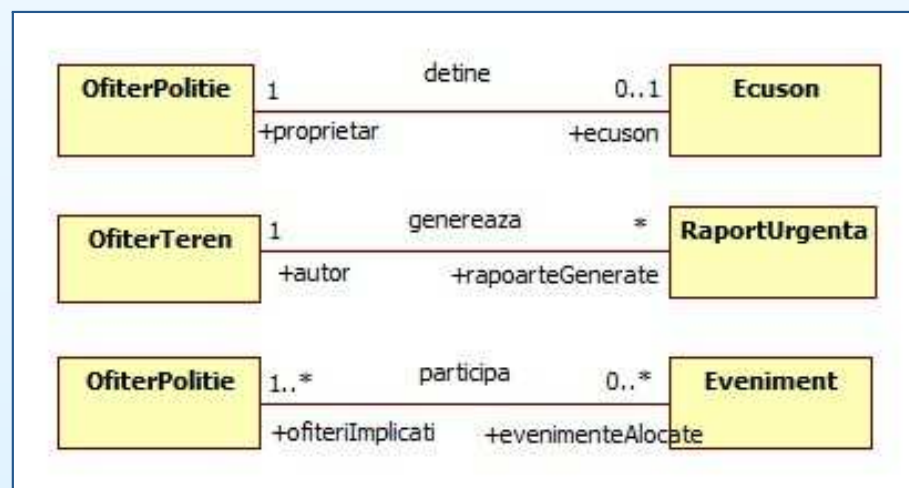 detine
OfiterPolitie 1 0..1 Ecuson
+proprietar +ecuson
genereaza
OfiterTeren 1 * RaportUrgenta
+autor +rapoarteGenerate
participa
OfiterPolitie 1..* 0..* Eveniment
+ofiteriImplicati +evenimenteAlocate